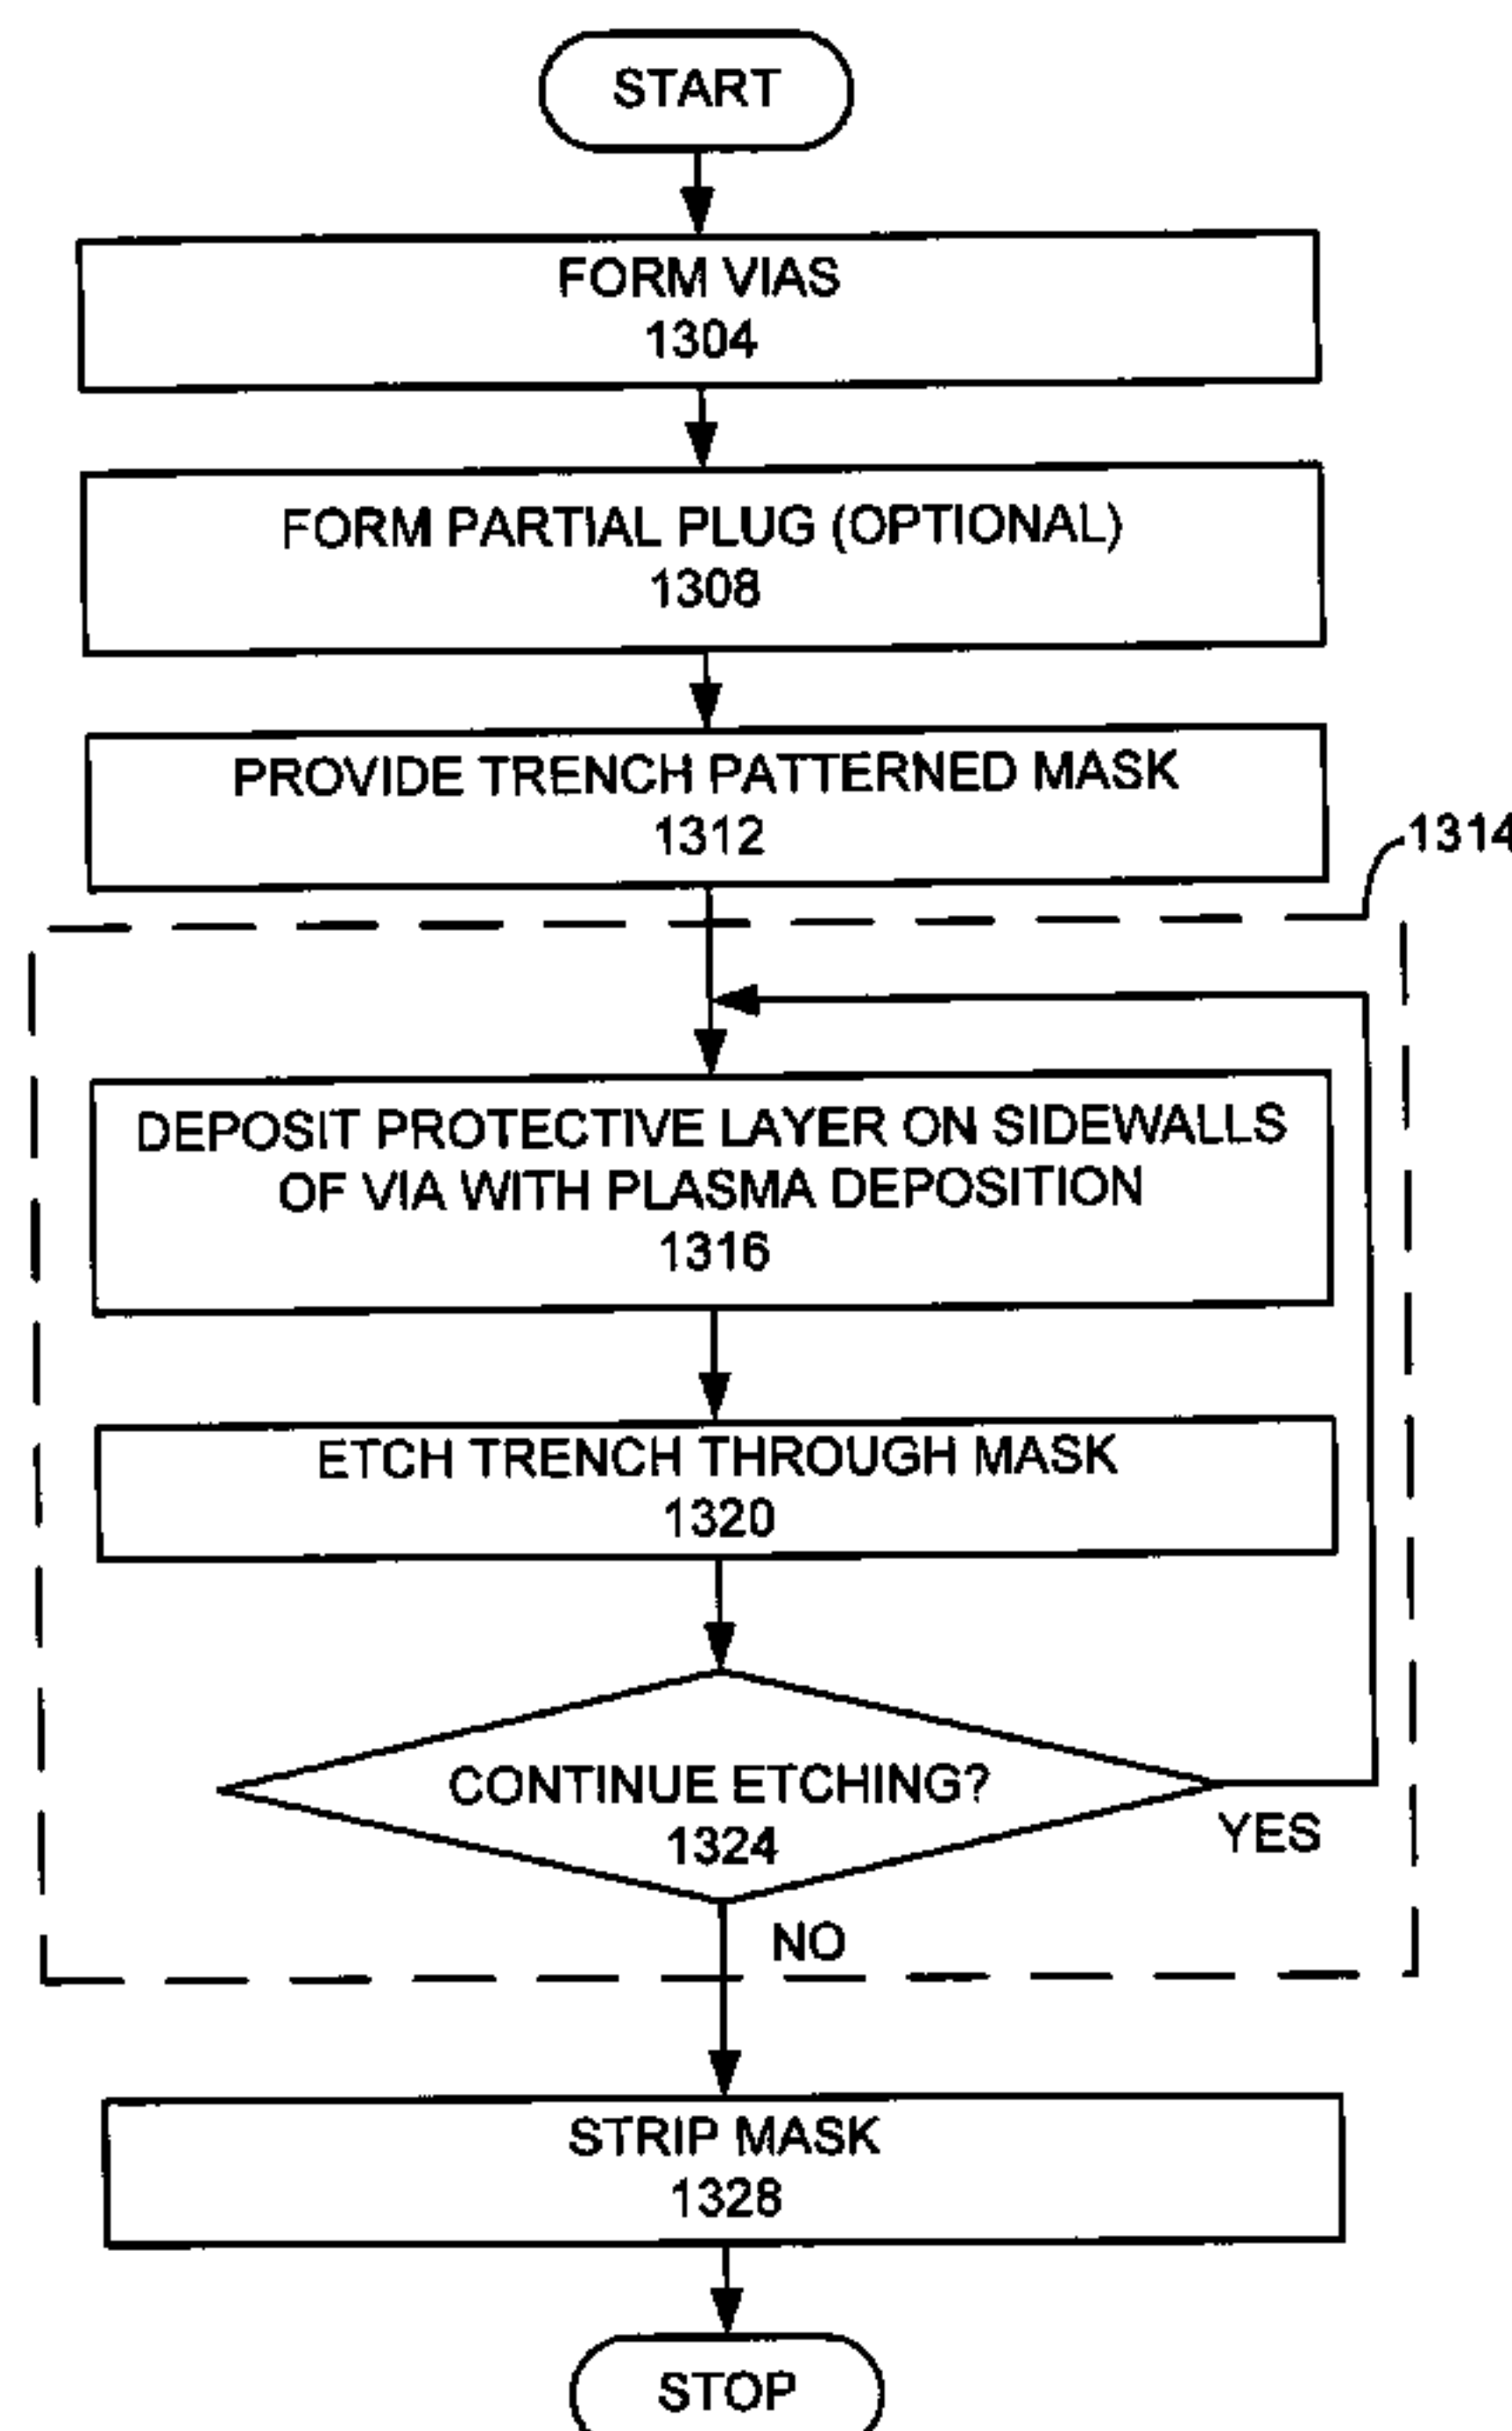 START
FORM VIAS
1304
FORM PARTIAL PLUG (OPTIONAL)
1308
PROVIDE TRENCH PATTERNED MASK
1312
1314
DEPOSIT PROTECTIVE LAYER ON SIDEWALLS
OF VIA WITH PLASMA DEPOSITION
1316
ETCH TRENCH THROUGH MASK
1320
CONTINUE ETCHING?
1324
YES
NO
STRIP MASK
1328
STOP